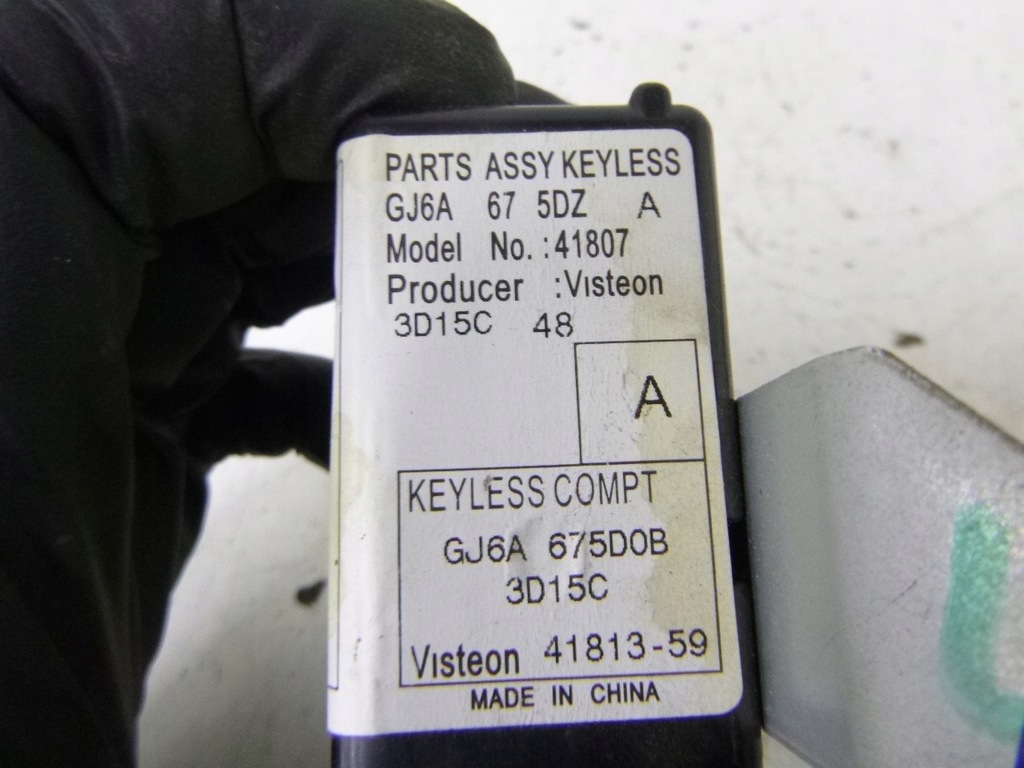 PARTS ASSY KEYLESS
GJ6A 67 5DZ A
Model No.:41807
Producer :Visteon
3D15C 48
A
KEYLESS COMPT
GJ6A 675D0B
3D15C
Visteon 41813-59
MADE IN CHINA